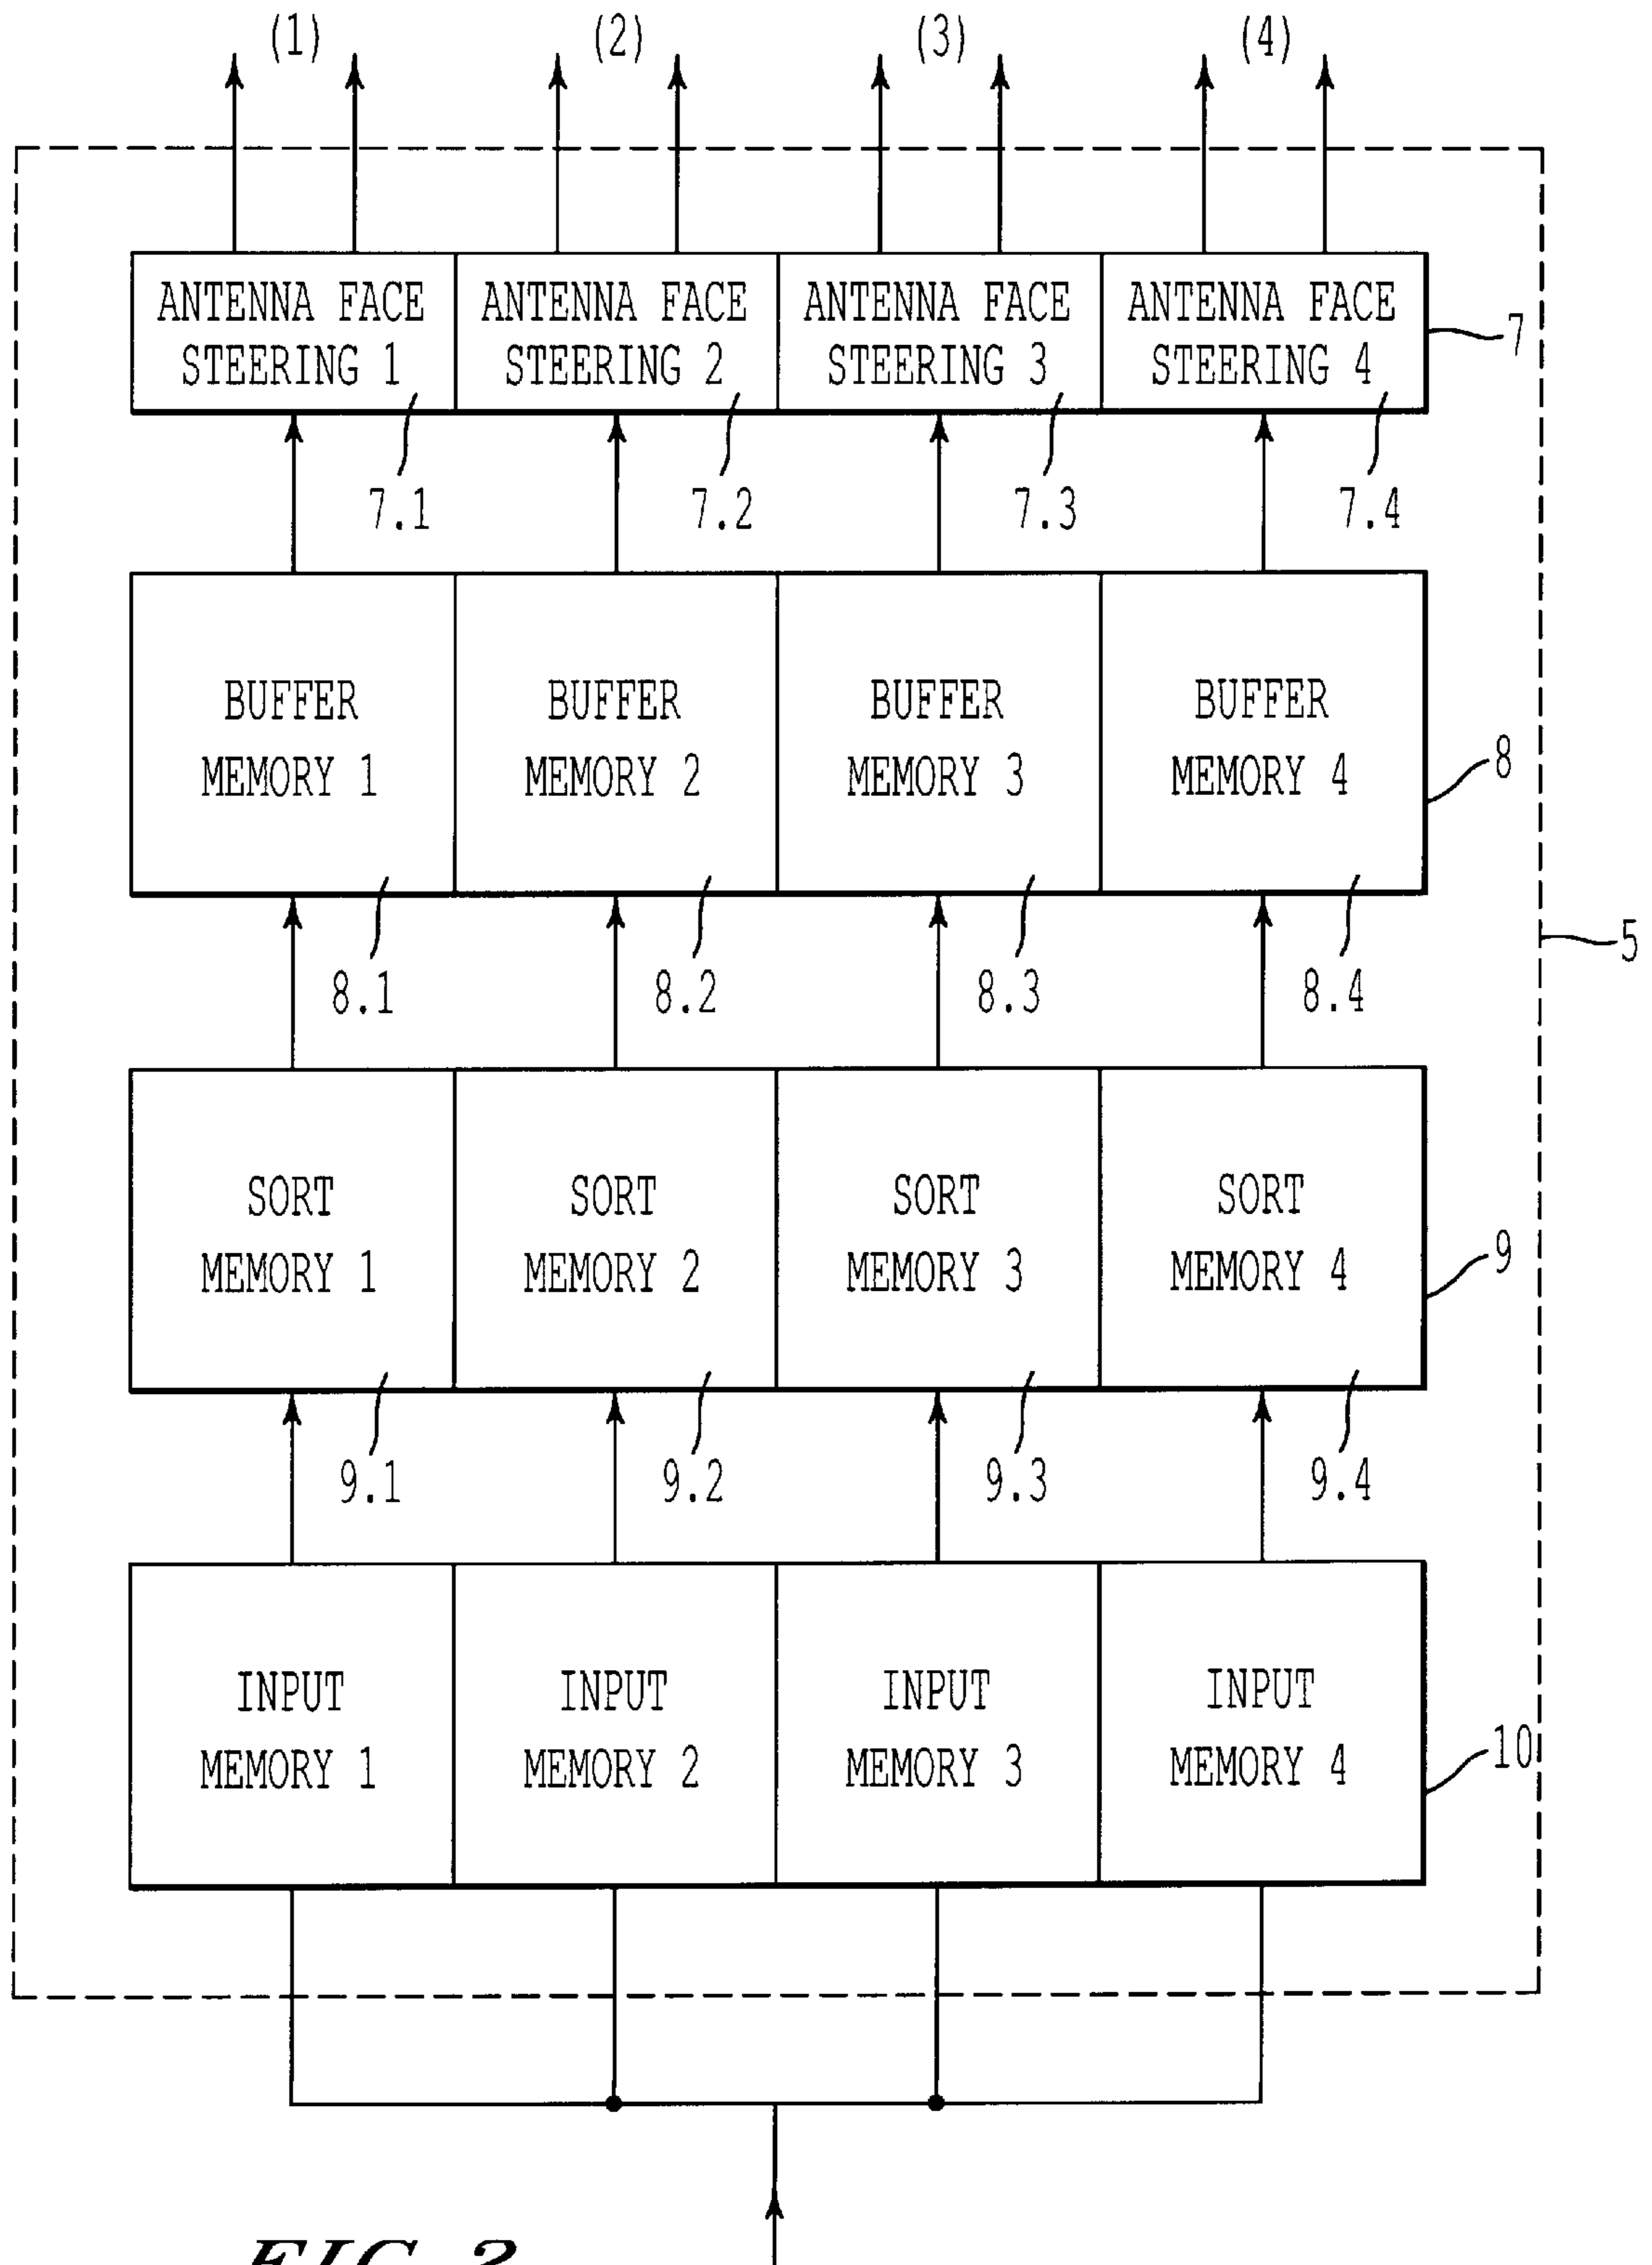 (1) (2) (3) (4)
ANTENNA FACE ANTENNA FACE ANTENNA FACE ANTENNA FACE
STEERING 1 STEERING 2 STEERING 3 STEERING 4
7
7.1 7.2 7.3 7.4
BUFFER BUFFER BUFFER BUFFER
MEMORY 1 MEMORY 2 MEMORY 3 MEMORY 4
8
5
8.1 8.2 8.3 8.4
SORT SORT SORT SORT
MEMORY 1 MEMORY 2 MEMORY 3 MEMORY 4
9
9.1 9.2 9.3 9.4
INPUT INPUT INPUT INPUT
MEMORY 1 MEMORY 2 MEMORY 3 MEMORY 4
10